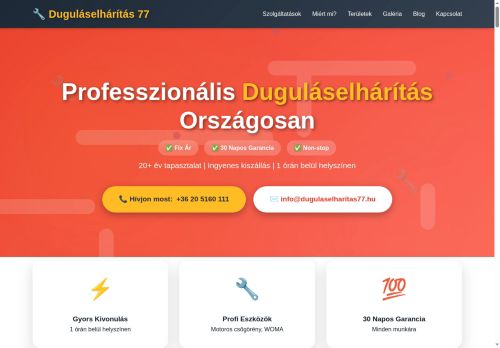 🔧 Duguláselhárítás 77
Szolgáltatások Miért mi? Területek Galéria Blog Kapcsolat
Professzionális Duguláselhárítás
Országosan
✅ Fix Ár ✅ 30 Napos Garancia ✅ Non-stop
20+ év tapasztalat | Ingyenes kiszállás | 1 órán belül helyszínen
📞 Hívjon most: +36 20 5160 111 ✉️ info@dugulaselharitas77.hu
⚡ 🔧 💯
Gyors Kivonulás Profi Eszközök 30 Napos Garancia
1 órán belül helyszínen Motoros csőgörény, WOMA Minden munkára